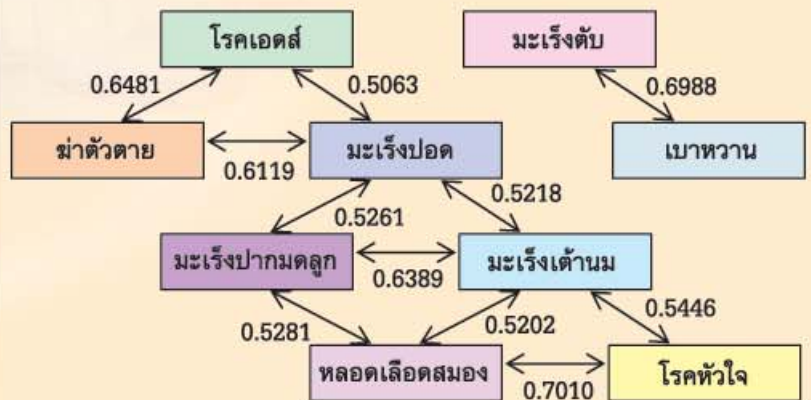 โรคเอดส์ มะเร็งตับ
0.6481 0.5063 0.6988
ฆ่าตัวตาย มะเร็งปอด เบาหวาน
0.6119
0.5261 0.5218
มะเร็งปากมดลูก มะเร็งเต้านม
0.6389
0.5281 0.5202 0.5446
หลอดเลือดสมอง โรคหัวใจ
0.7010